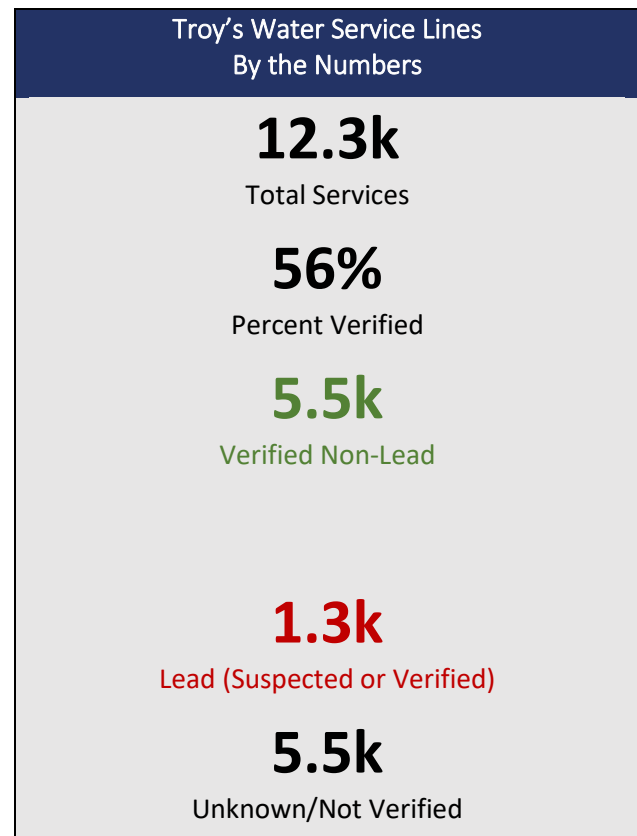 Troy’s Water Service Lines
By the Numbers
12.3k
Total Services
56%
Percent Verified
5.5k
Verified Non-Lead
1.3k
Lead (Suspected or Verified)
5.5k
Unknown/Not Verified